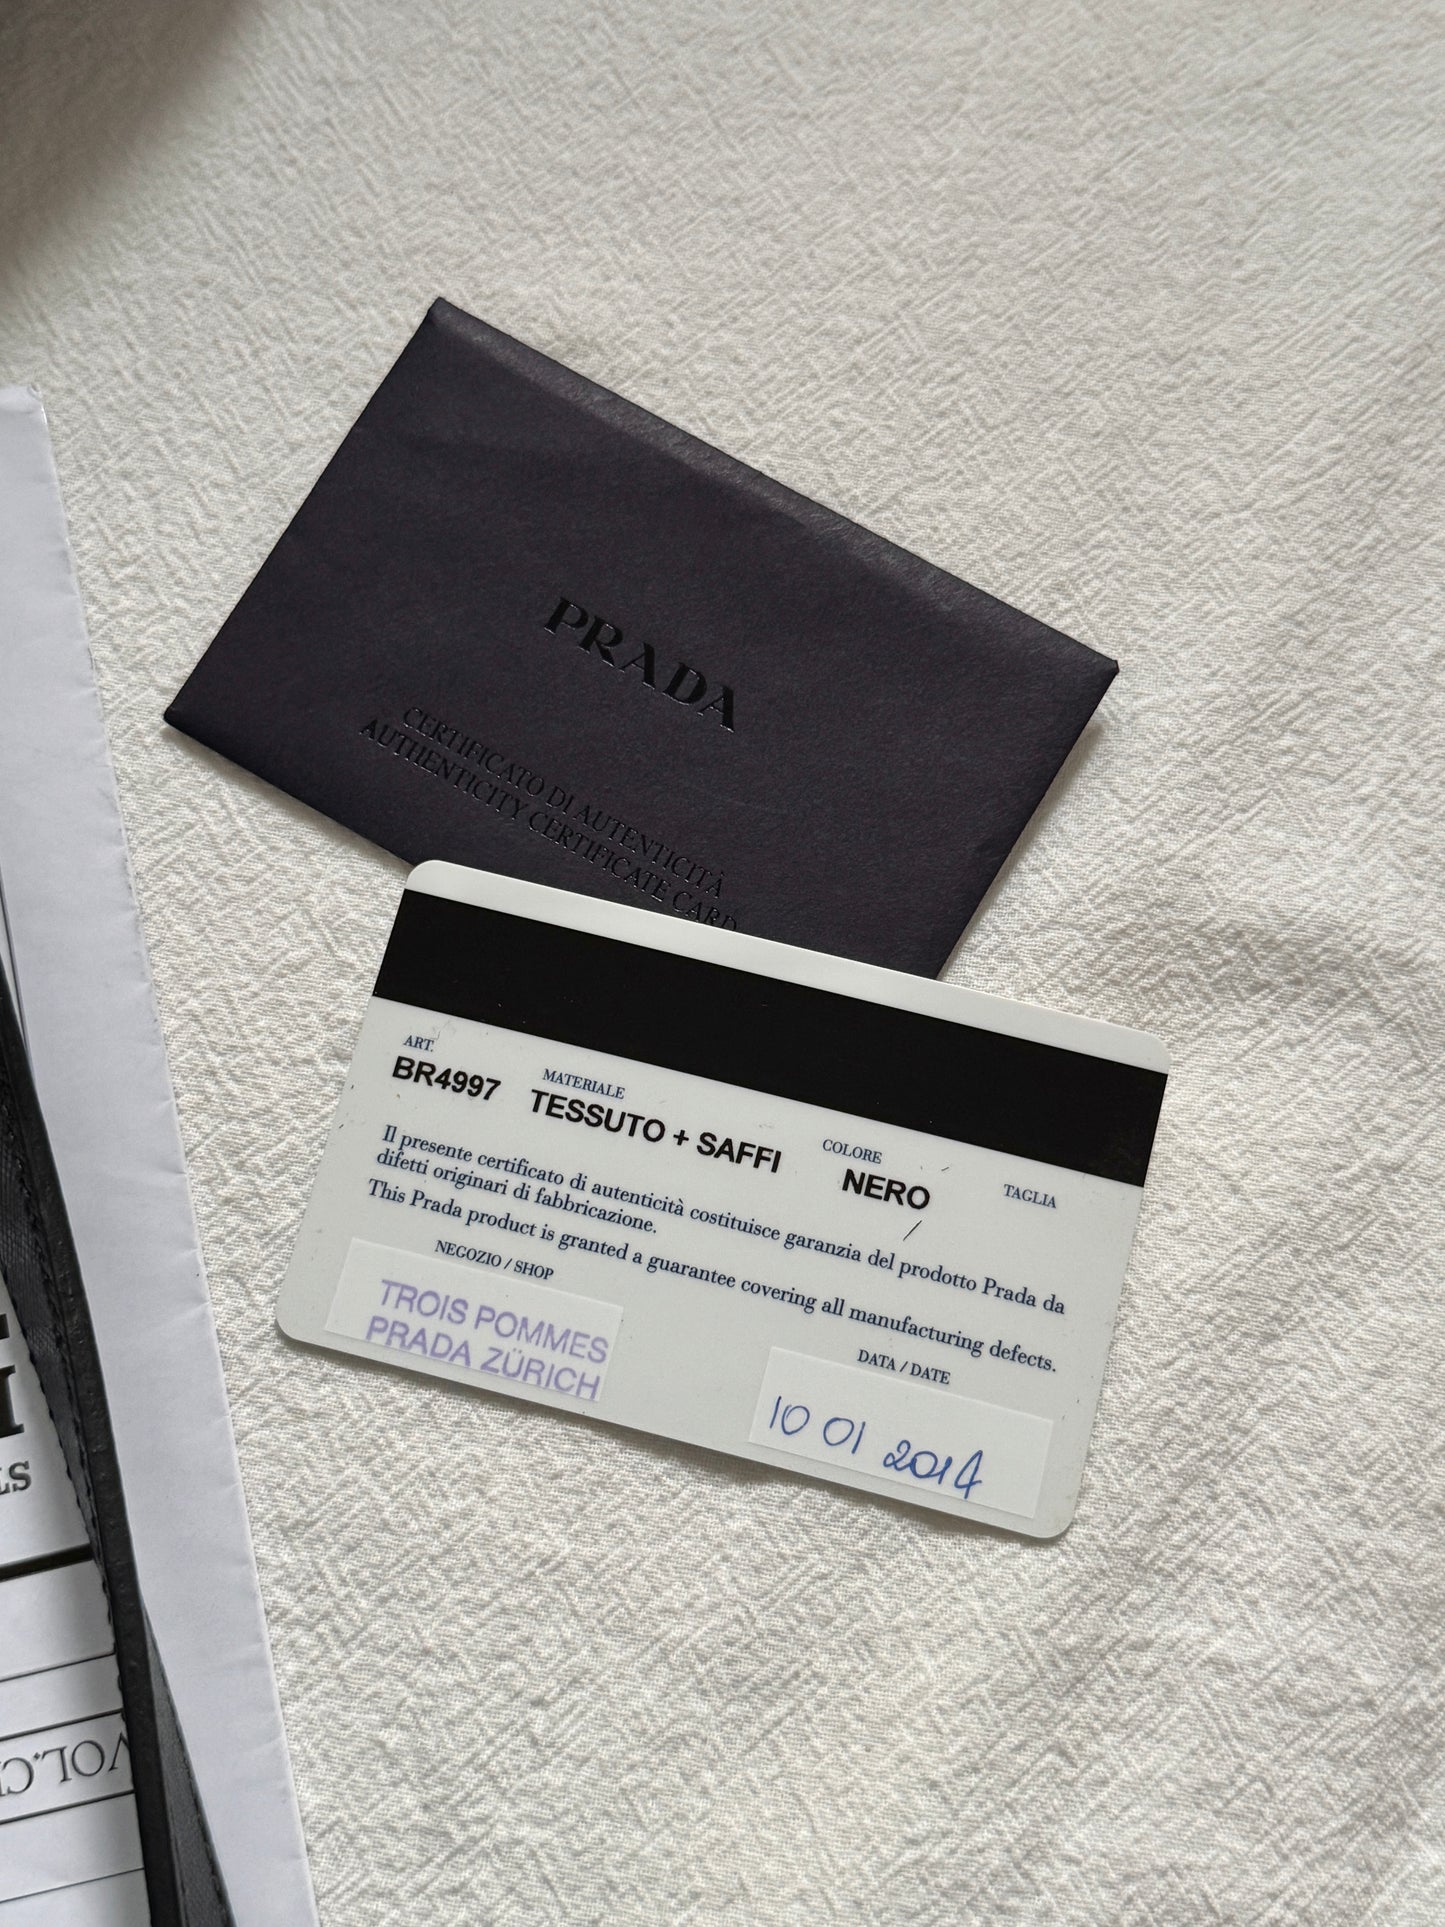 PRADA
CERTIFICATO DI AUTENTICITÀ
AUTHENTICITY CERTIFICATE CARD
ART.
BR4997
MATERIALE
TESSUTO + SAFFI
COLORE
NERO
TAGLIA
Il presente certificato di autenticità costituisce garanzia del prodotto Prada da
difetti originari di fabbricazione.
This Prada product is granted a guarantee covering all manufacturing defects.
NEGOZIO / SHOP
TROIS POMMES
PRADA ZÜRICH
DATA / DATE
10 01 2014